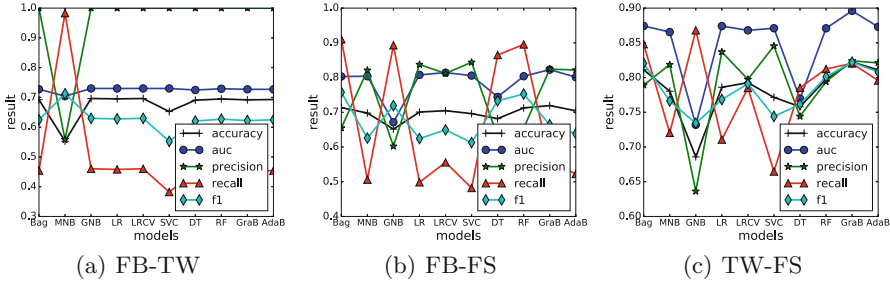 1.0
0.9
0.8
0.7
0.6
0.5
0.4
0.3
result
Bag MNB GNB LR LRCV SVC DT RF GraB AdaB
models
accuracy
auc
precision
recall
f1
(a) FB-TW
1.0
0.9
0.8
0.7
0.6
0.5
0.4
result
Bag MNB GNB LR LRCV SVC DT RF GraB AdaB
models
accuracy
auc
precision
recall
f1
(b) FB-FS
0.90
0.85
0.80
0.75
0.70
0.65
0.60
result
Bag MNB GNB LR LRCV SVC DT RF GraB AdaB
models
accuracy
auc
precision
recall
f1
(c) TW-FS